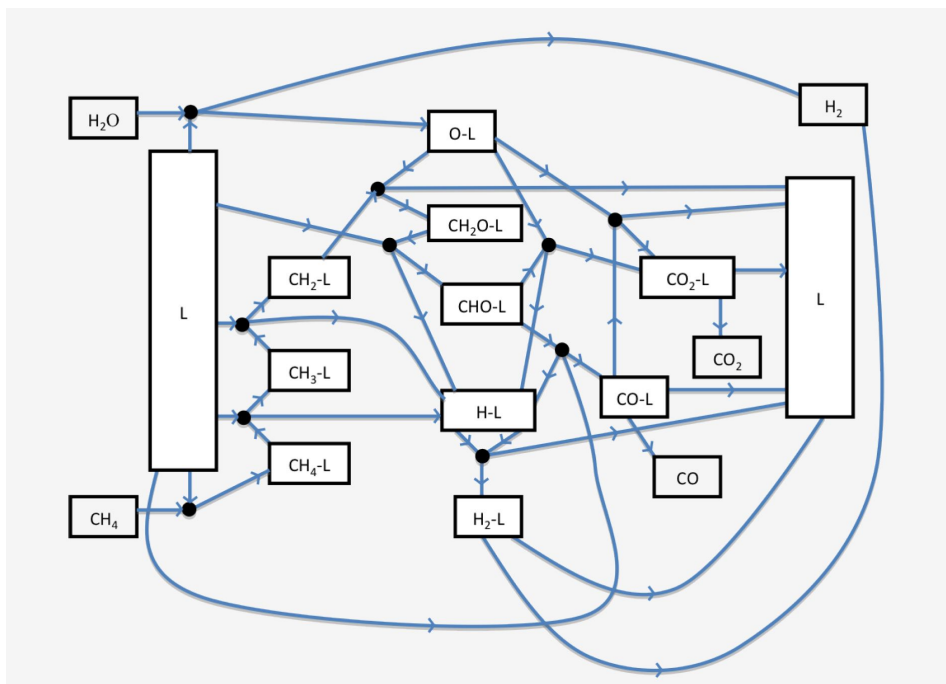 H₂O
H₂
O-L
CH₂O-L
CH₂-L
CO₂-L
CHO-L
L
L
CH₃-L
CO₂
CO-L
H-L
CH₄-L
CO
CH₄
H₂-L